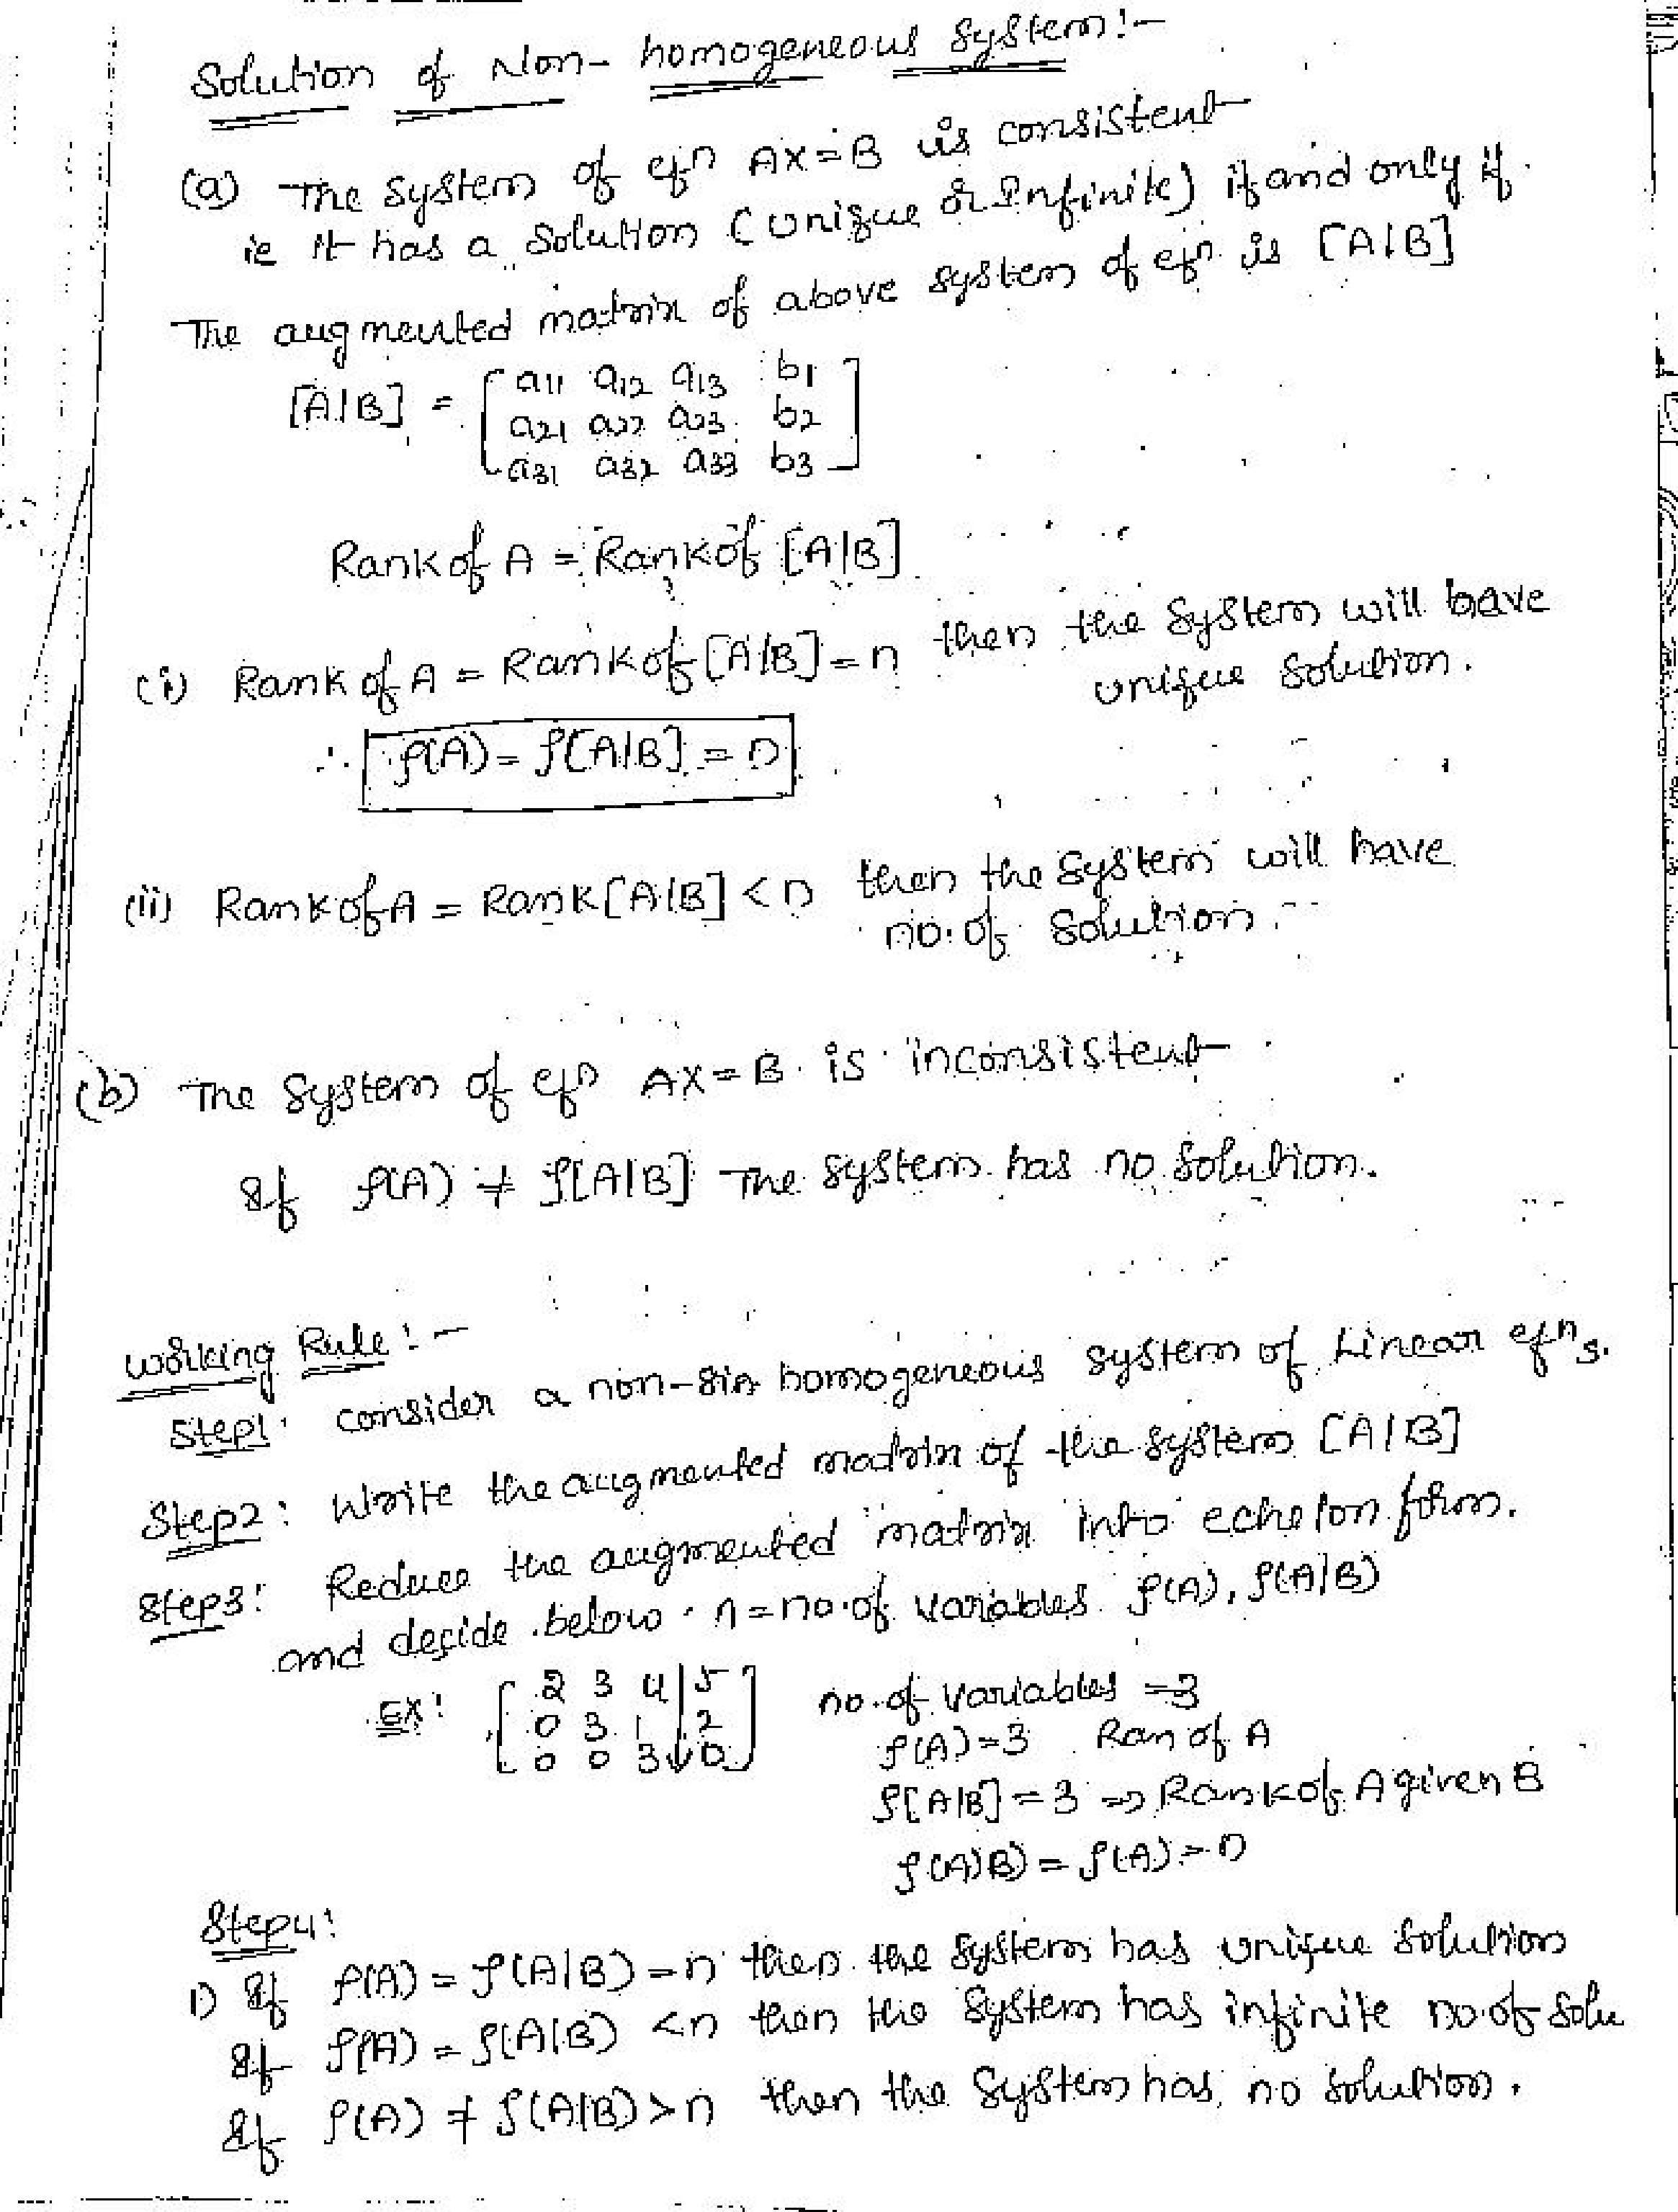 Solution of Non-homogeneous System:-
(a) The System of eqn AX=B is consistent
ie it has a solution (unique or Infinite) if and only if
The augmented matrix of above system of eqn. is [A|B]
[A|B] = [ a11 a12 a13 : b1
a21 a22 a23 b2
a31 a32 a33 b3 ]
Rank of A = Rank of [A|B]
(i) Rank of A = Rank of [A|B] = n then the System will have
unique Solution.
∴ ρ(A) = ρ[A|B] = n
(ii) Rank of A = Rank[A|B] < n then the System will have
no. of Solution.
(b) The System of eqn AX=B is inconsistent
If ρ(A) ≠ ρ[A|B] The System has no Solution.
Working Rule:-
Step1: Consider a non- homogeneous System of Linear eqns.
Step2: Write the augmented matrix of the System [A|B]
Step3: Reduce the augmented matrix into echelon form.
and decide below. n = no. of variables ρ(A), ρ(A|B)
Ex: [ 2 3 4 | 5 no. of variables = 3
0 3 1 | 2 ρ(A)=3 Ran of A
0 0 3 | 0 ] ρ[A|B] = 3 ⇒ Rank of A given B
ρ(A|B) = ρ(A) = n
Step4:
1) If ρ(A) = ρ(A|B) = n then the System has unique Solution
If ρ(A) = ρ(A|B) < n then the System has infinite no. of Solu
If ρ(A) ≠ ρ(A|B) > n then the System has no Solution.